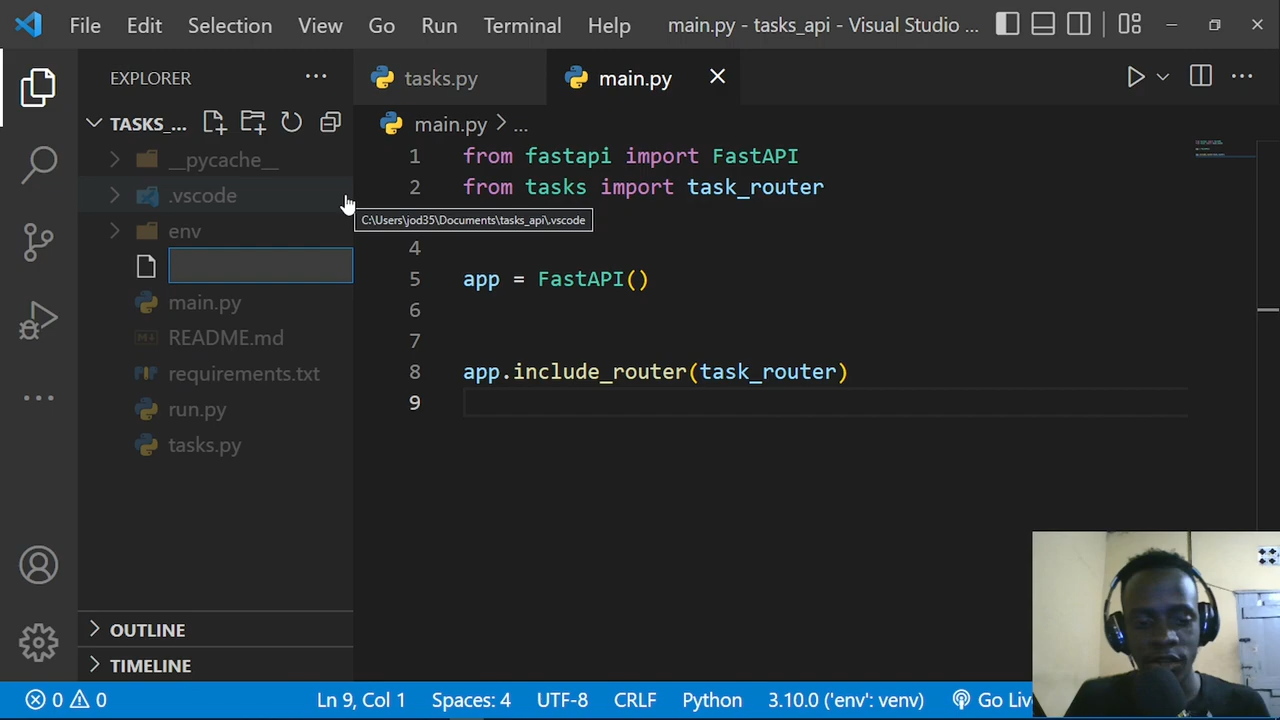 File Edit Selection View Go Run Terminal Help main.py - tasks_api - Visual Studio ...
EXPLORER
TASKS_...
__pycache__
.vscode
env
main.py
README.md
requirements.txt
run.py
tasks.py
OUTLINE
TIMELINE
tasks.py main.py
main.py > ...
1 from fastapi import FastAPI
2 from tasks import task_router
C:\Users\jod35\Documents\tasks_api\.vscode
4
5 app = FastAPI()
6
7
8 app.include_router(task_router)
9
0 0 Ln 9, Col 1 Spaces: 4 UTF-8 CRLF Python 3.10.0 ('env': venv) Go Liv